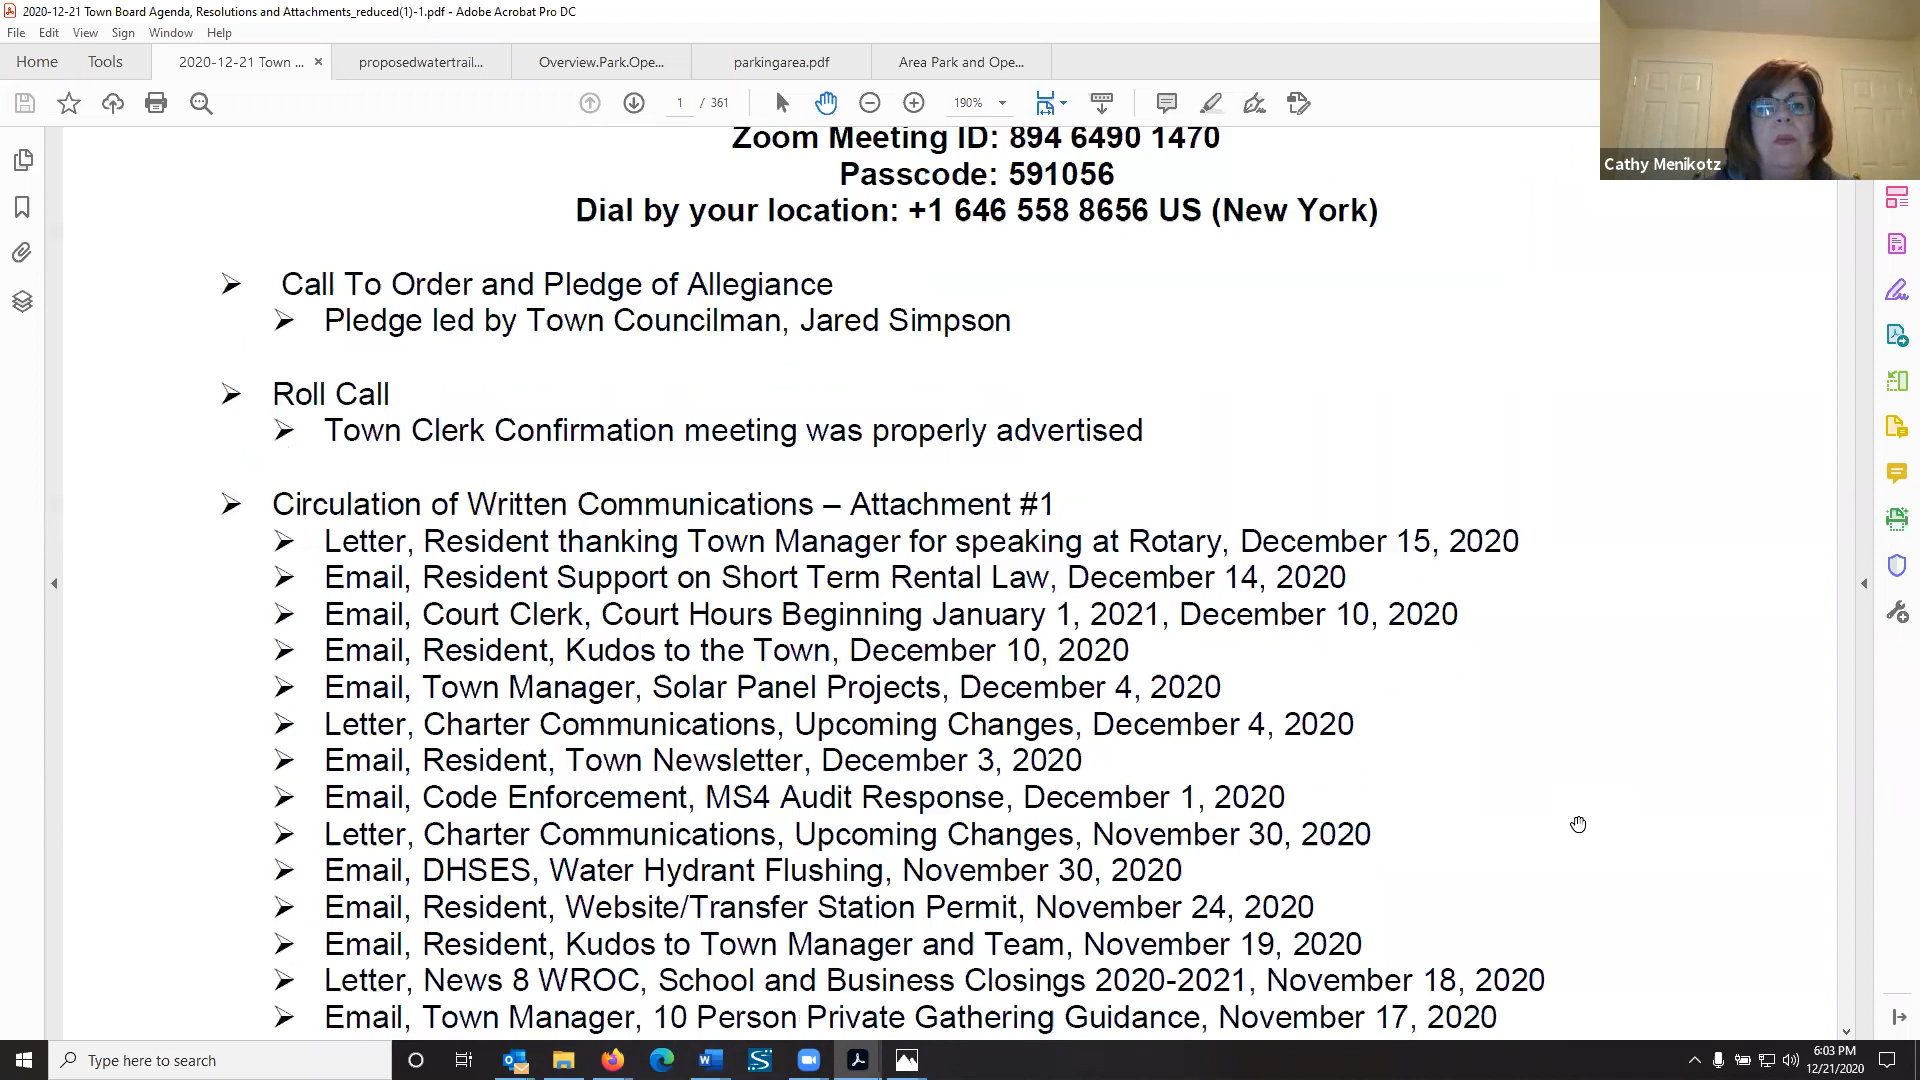 2020-12-21 Town Board Agenda, Resolutions and Attachments_reduced(1)-1.pdf - Adobe Acrobat Pro DC
File Edit View Sign Window Help
Home Tools 2020-12-21 Town ... × proposedwatertrail... Overview.Park.Ope... parkingarea.pdf Area Park and Ope...
1 / 361 190%
Cathy Menikotz
Zoom Meeting ID: 894 6490 1470
Passcode: 591056
Dial by your location: +1 646 558 8656 US (New York)
➢ Call To Order and Pledge of Allegiance
➢ Pledge led by Town Councilman, Jared Simpson
➢ Roll Call
➢ Town Clerk Confirmation meeting was properly advertised
➢ Circulation of Written Communications – Attachment #1
➢ Letter, Resident thanking Town Manager for speaking at Rotary, December 15, 2020
➢ Email, Resident Support on Short Term Rental Law, December 14, 2020
➢ Email, Court Clerk, Court Hours Beginning January 1, 2021, December 10, 2020
➢ Email, Resident, Kudos to the Town, December 10, 2020
➢ Email, Town Manager, Solar Panel Projects, December 4, 2020
➢ Letter, Charter Communications, Upcoming Changes, December 4, 2020
➢ Email, Resident, Town Newsletter, December 3, 2020
➢ Email, Code Enforcement, MS4 Audit Response, December 1, 2020
➢ Letter, Charter Communications, Upcoming Changes, November 30, 2020
➢ Email, DHSES, Water Hydrant Flushing, November 30, 2020
➢ Email, Resident, Website/Transfer Station Permit, November 24, 2020
➢ Email, Resident, Kudos to Town Manager and Team, November 19, 2020
➢ Letter, News 8 WROC, School and Business Closings 2020-2021, November 18, 2020
➢ Email, Town Manager, 10 Person Private Gathering Guidance, November 17, 2020
Type here to search
6:03 PM
12/21/2020